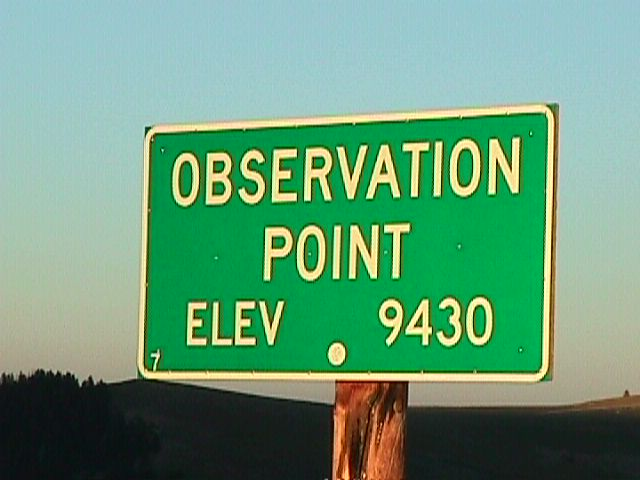 OBSERVATION
POINT
ELEV 9430
7